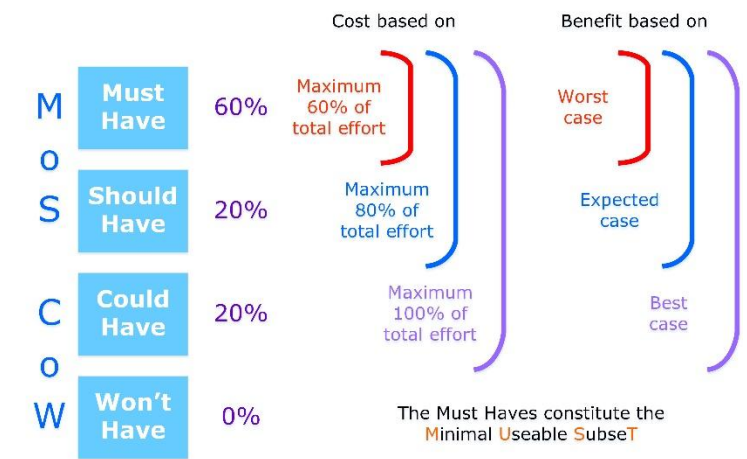 Cost based on
Benefit based on
M
o
S
C
o
W
Must
Have
60%
Maximum
60% of
total effort
Worst
case
Should
Have
20%
Maximum
80% of
total effort
Expected
case
Could
Have
20%
Maximum
100% of
total effort
Best
case
Won't
Have
0%
The Must Haves constitute the
Minimal Useable SubseT